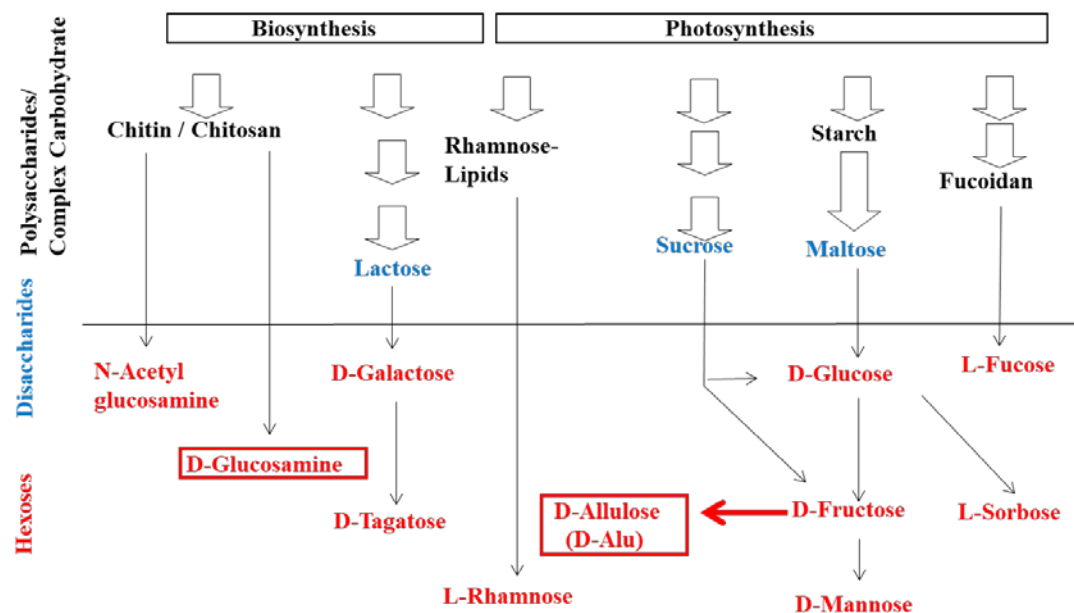 Biosynthesis
Photosynthesis
Polysaccharides/
Complex Carbohydrate
Disaccharides
Hexoses
Chitin / Chitosan
Rhamnose-
Lipids
Starch
Fucoidan
Lactose
Sucrose
Maltose
N-Acetyl
glucosamine
D-Galactose
D-Glucose
L-Fucose
D-Glucosamine
D-Tagatose
D-Allulose
(D-Alu)
D-Fructose
L-Sorbose
L-Rhamnose
D-Mannose